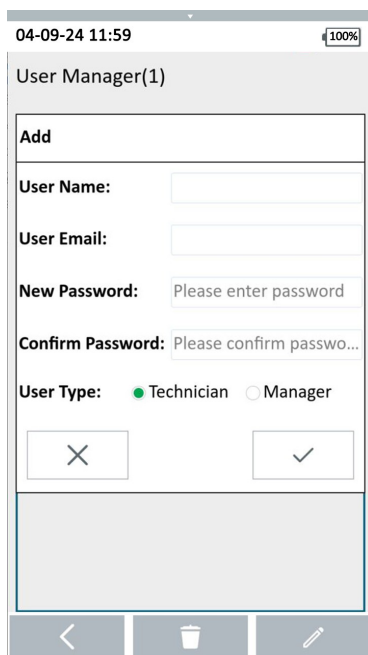 04-09-24 11:59 100%
User Manager(1)
Add
User Name:
User Email:
New Password: Please enter password
Confirm Password: Please confirm passwo...
User Type: Technician Manager